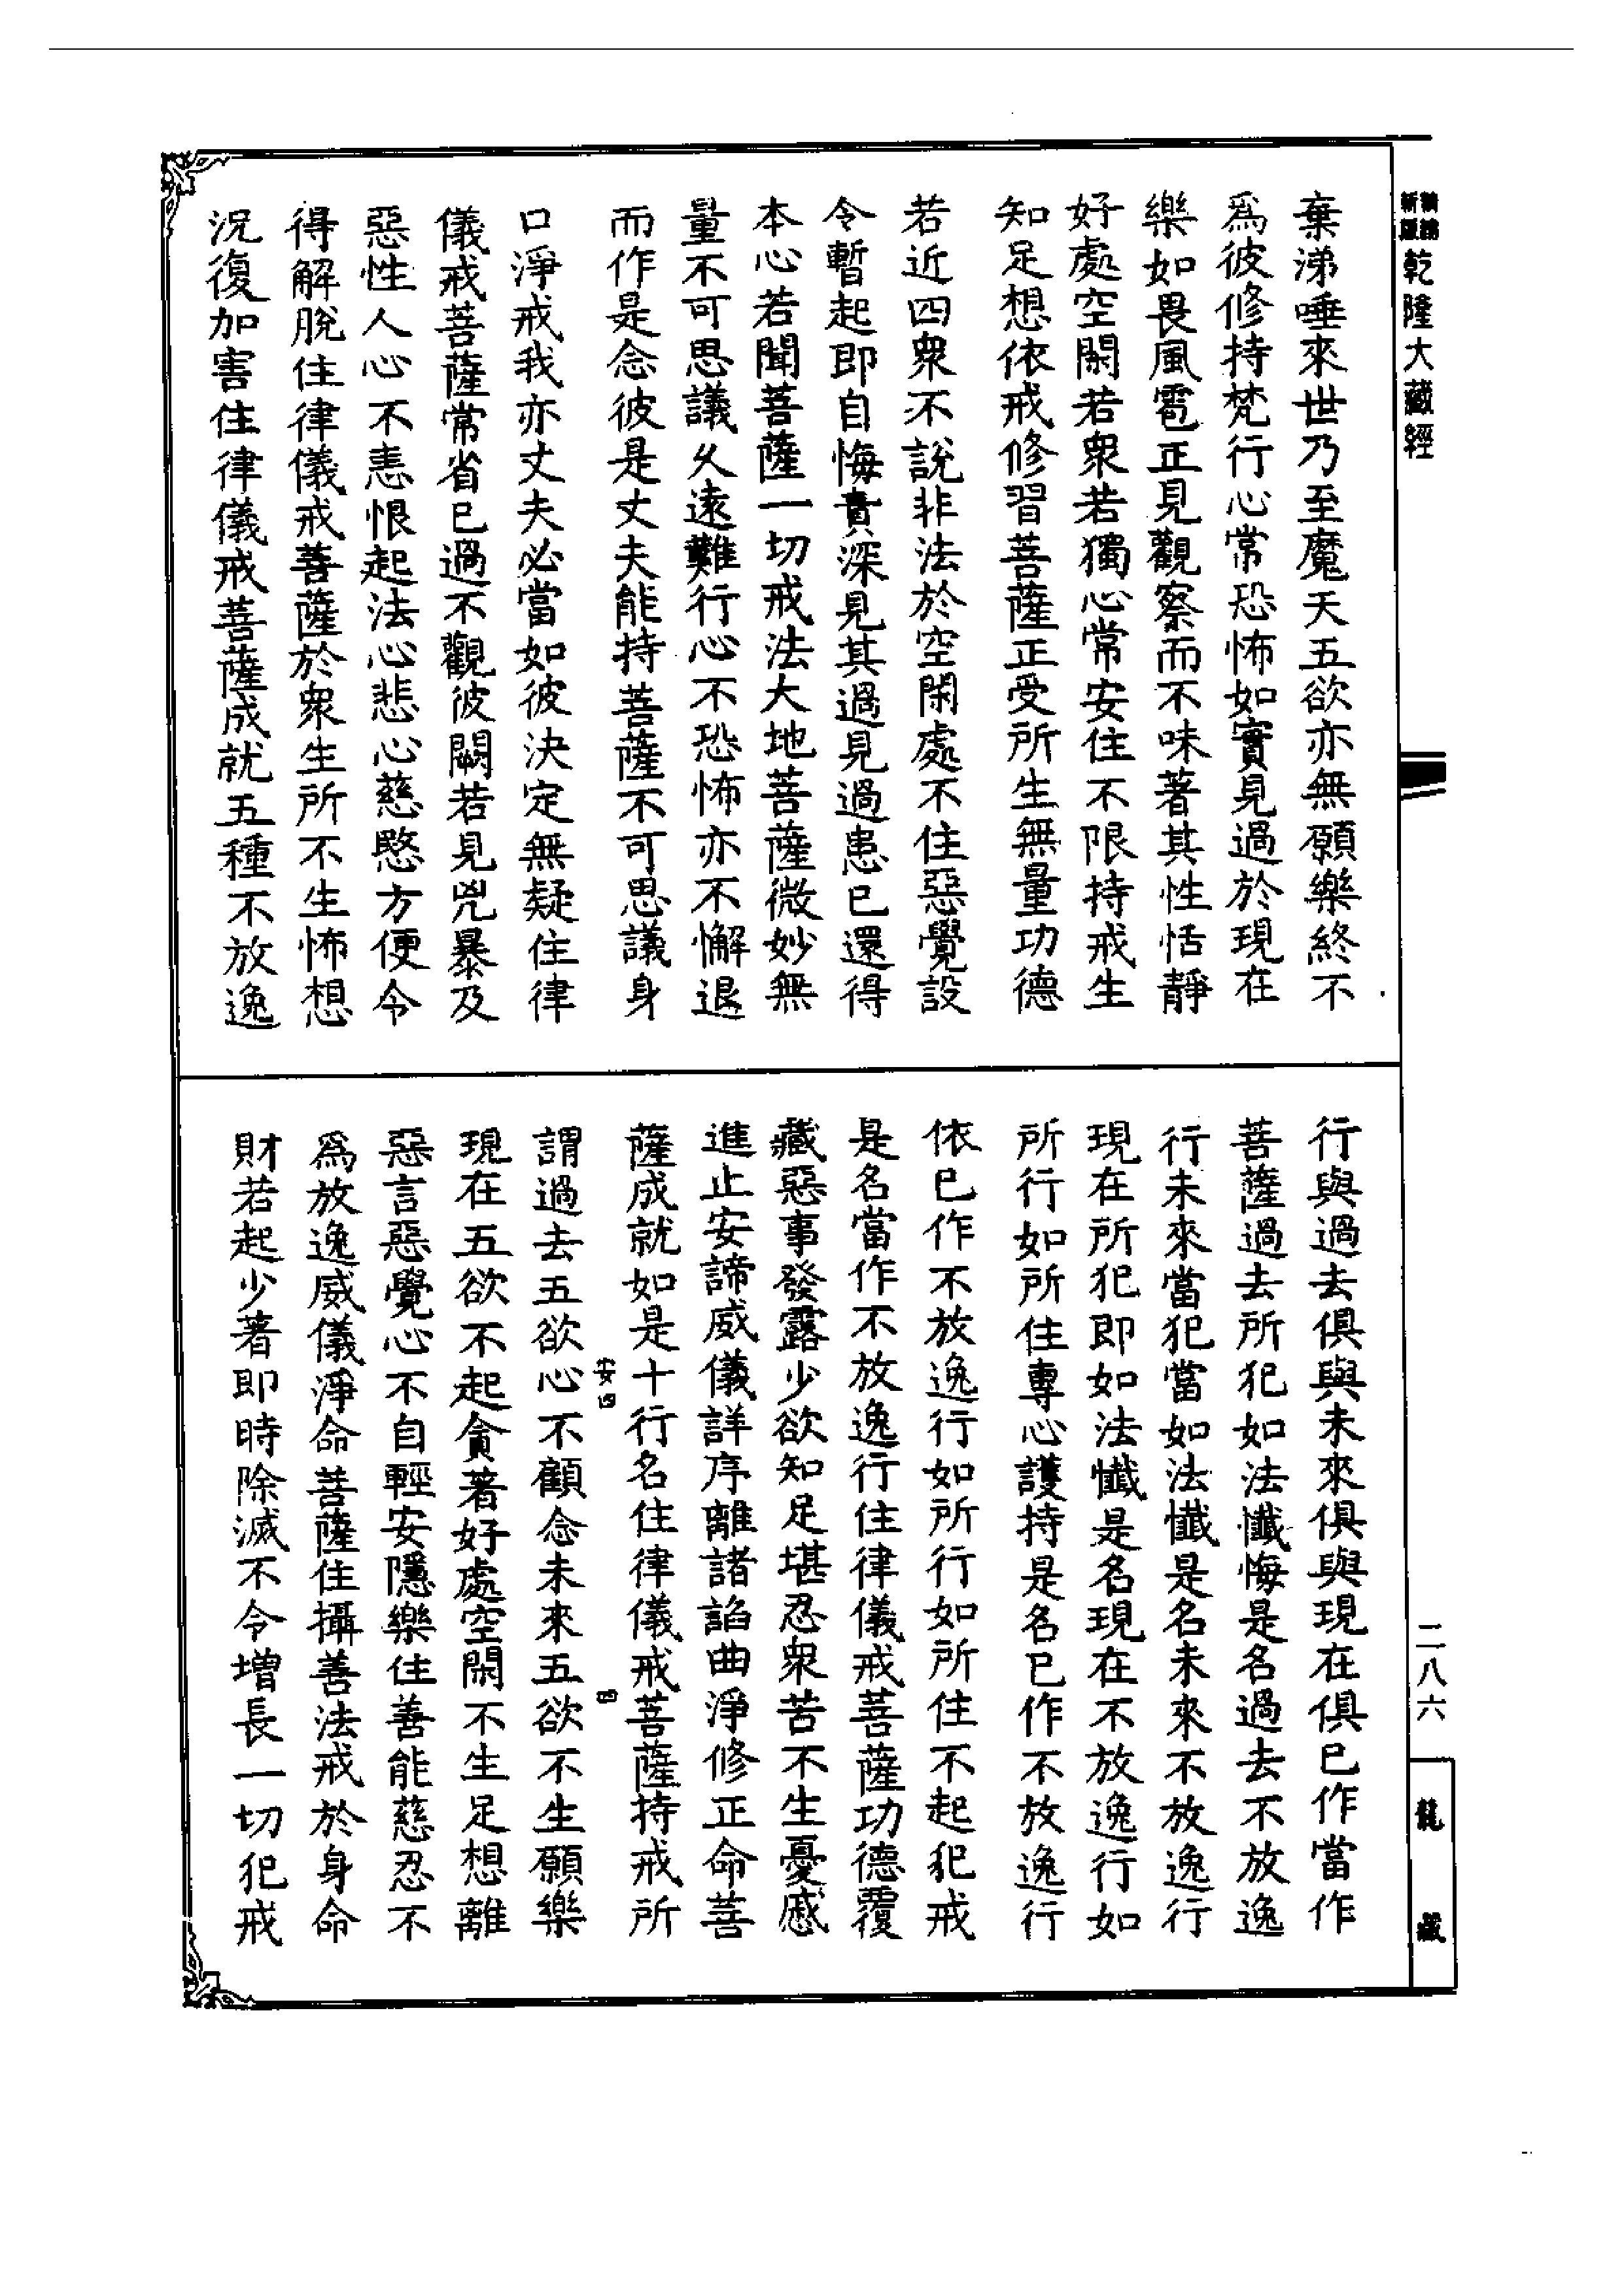 新編縮版乾隆大藏經
棄涕唾來世乃至魔天五欲亦無願樂終不
爲彼修持梵行心常恐怖如實見過於現在
樂如畏風雹正見觀察而不味著其性恬靜
好處空閑若衆若獨心常安住不限持戒生
知足想依戒修習菩薩正受所生無量功德
若近四衆不說非法於空閑處不住惡覺設
令暫起即自悔責深見其過見過患已還得
本心若聞菩薩一切戒法大地菩薩微妙無
量不可思議久遠難行心不恐怖亦不懈退
而作是念彼是丈夫能持菩薩不可思議身
口淨戒我亦丈夫必當如彼決定無疑住律
儀戒菩薩常省己過不觀彼闕若見兇暴及
惡性人心不恚恨起法心悲心慈愍方便令
得解脫住律儀戒菩薩於衆生所不生怖想
況復加害住律儀戒菩薩成就五種不放逸
行與過去俱與未來俱與現在俱已作當作
菩薩過去所犯如法懺悔是名過去不放逸
行未來當犯當如法懺是名未來不放逸行
現在所犯即如法懺是名現在不放逸行如
所行如所住專心護持是名已作不放逸行
依已作不放逸行如所行如所住不起犯戒
是名當作不放逸行住律儀戒菩薩功德覆
藏惡事發露少欲知足堪忍衆苦不生憂慼
進止安諦威儀詳序離諸諂曲淨修正命菩
薩成就如是十行名住律儀戒菩薩持戒所
安四
四
謂過去五欲心不顧念未來五欲不生願樂
現在五欲不起貪著好處空閑不生足想離
惡言惡覺心不自輕安隱樂住善能慈忍不
爲放逸威儀淨命菩薩住攝善法戒於身命
財若起少著即時除滅不令增長一切犯戒
二八六
龍藏